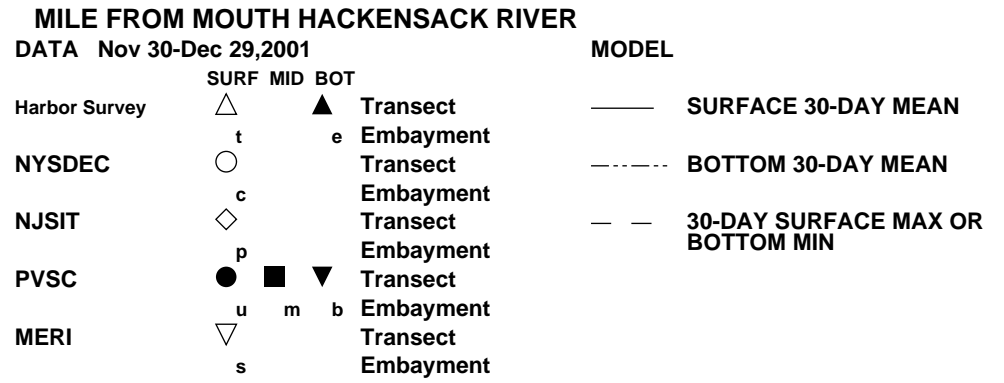 MILE FROM MOUTH HACKENSACK RIVER
DATA Nov 30-Dec 29,2001 MODEL
SURF MID BOT
Harbor Survey Transect SURFACE 30-DAY MEAN
t e Embayment
NYSDEC Transect BOTTOM 30-DAY MEAN
c Embayment
NJSIT Transect 30-DAY SURFACE MAX OR
BOTTOM MIN
p Embayment
PVSC Transect
u m b Embayment
MERI Transect
s Embayment